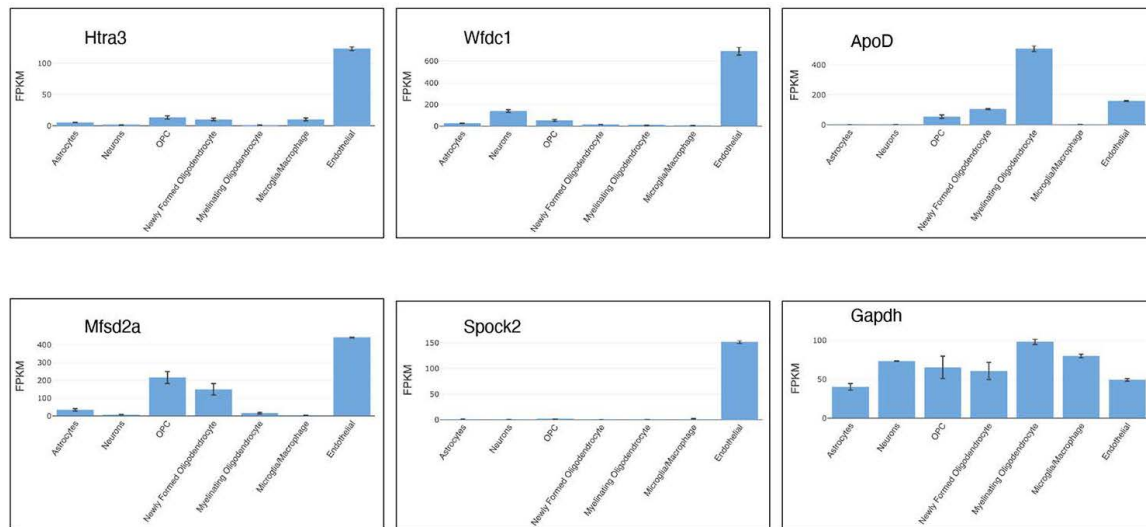 Htra3
FPKM
100
50
0
Astrocytes
Neurons
OPC
Newly Formed Oligodendrocyte
Myelinating Oligodendrocyte
Microglia/Macrophage
Endothelial
Wfdc1
600
400
200
0
Astrocytes
Neurons
OPC
Newly Formed Oligodendrocyte
Myelinating Oligodendrocyte
Microglia/Macrophage
Endothelial
ApoD
FPKM
400
200
0
Astrocytes
Neurons
OPC
Newly Formed Oligodendrocyte
Myelinating Oligodendrocyte
Microglia/Macrophage
Endothelial
Mfsd2a
FPKM
400
300
200
100
0
Astrocytes
Neurons
OPC
Newly Formed Oligodendrocyte
Myelinating Oligodendrocyte
Microglia/Macrophage
Endothelial
Spock2
FPKM
150
100
50
0
Astrocytes
Neurons
OPC
Newly Formed Oligodendrocyte
Myelinating Oligodendrocyte
Microglia/Macrophage
Endothelial
Gapdh
FPKM
100
50
0
Astrocytes
Neurons
OPC
Newly Formed Oligodendrocyte
Myelinating Oligodendrocyte
Microglia/Macrophage
Endothelial